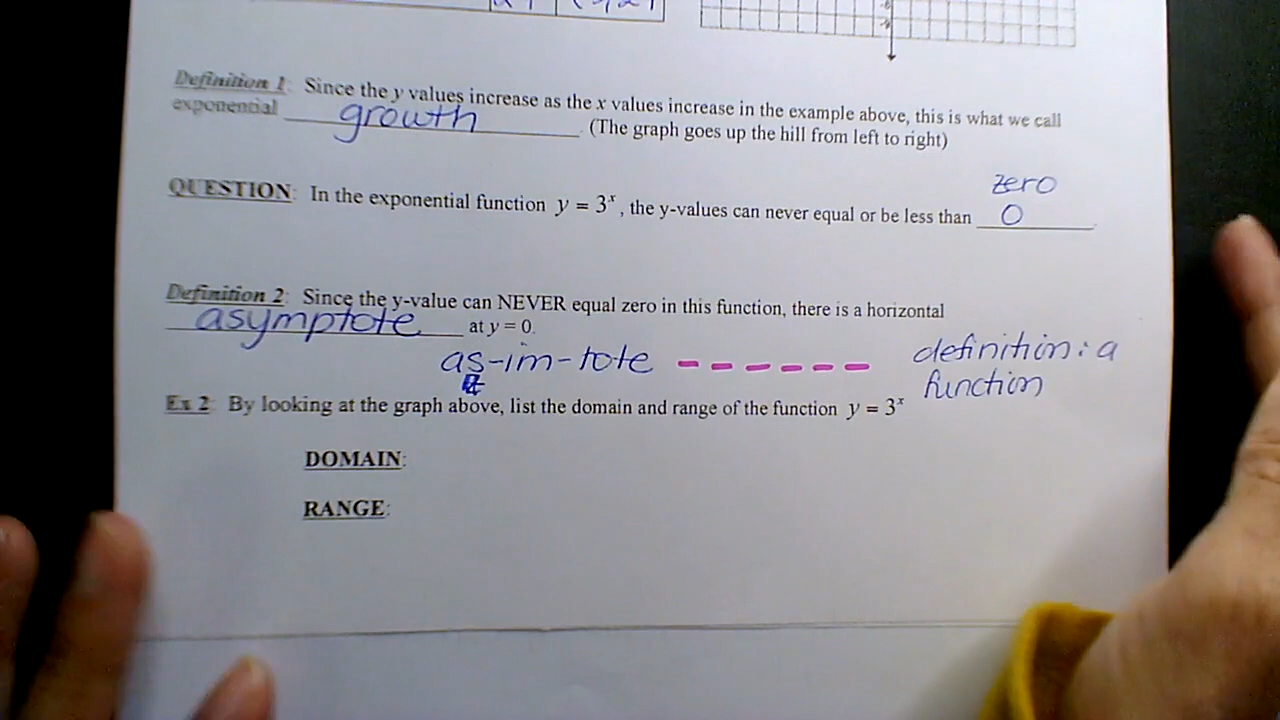 Definition 1: Since the y values increase as the x values increase in the example above, this is what we call
exponential growth. (The graph goes up the hill from left to right)
zero
QUESTION: In the exponential function y = 3ˣ, the y-values can never equal or be less than 0.
Definition 2: Since the y-value can NEVER equal zero in this function, there is a horizontal
asymptote at y = 0.
as-im-tote definition: a
function
Ex 2: By looking at the graph above, list the domain and range of the function y = 3ˣ
DOMAIN:
RANGE: